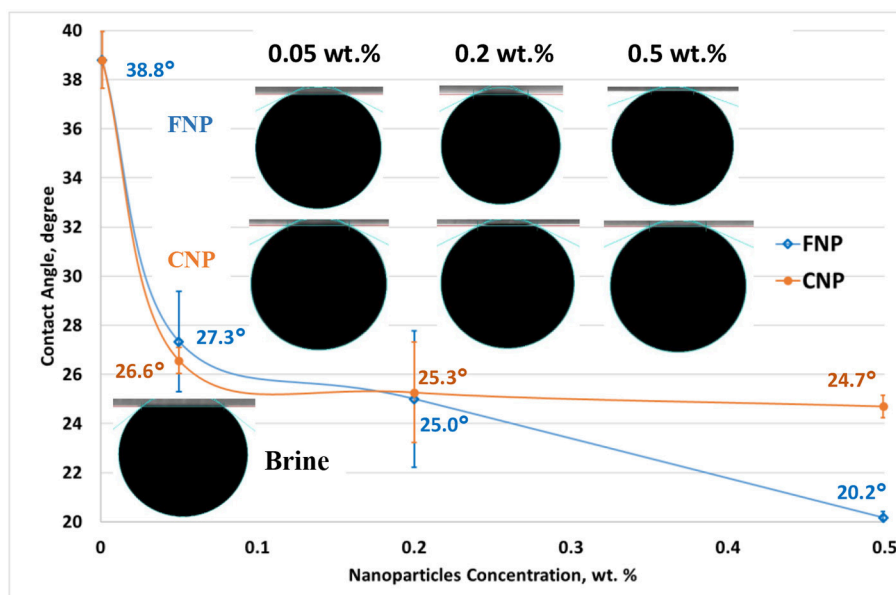 40
38
36
34
32
30
28
26
24
22
20
Contact Angle, degree
0.05 wt.% 0.2 wt.% 0.5 wt.%
38.8°
FNP
CNP
FNP
CNP
27.3°
26.6°
25.3°
24.7°
25.0°
Brine
20.2°
0 0.1 0.2 0.3 0.4 0.5
Nanoparticles Concentration, wt. %